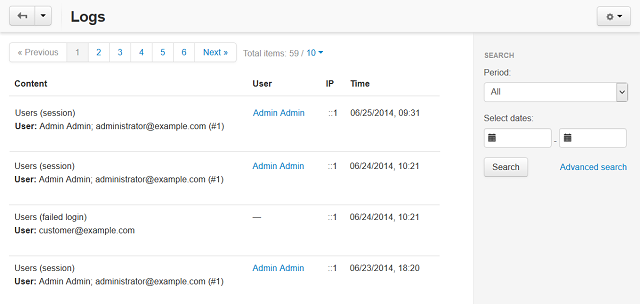 Logs
« Previous 1 2 3 4 5 6 Next » Total items: 59 / 10
Content User IP Time
Users (session) Admin Admin ::1 06/25/2014, 09:31
User: Admin Admin; administrator@example.com (#1)
Users (session) Admin Admin ::1 06/24/2014, 10:21
User: Admin Admin; administrator@example.com (#1)
Users (failed login) — ::1 06/24/2014, 10:21
User: customer@example.com
Users (session) Admin Admin ::1 06/23/2014, 18:20
User: Admin Admin; administrator@example.com (#1)
SEARCH
Period:
All
Select dates:
-
Search Advanced search